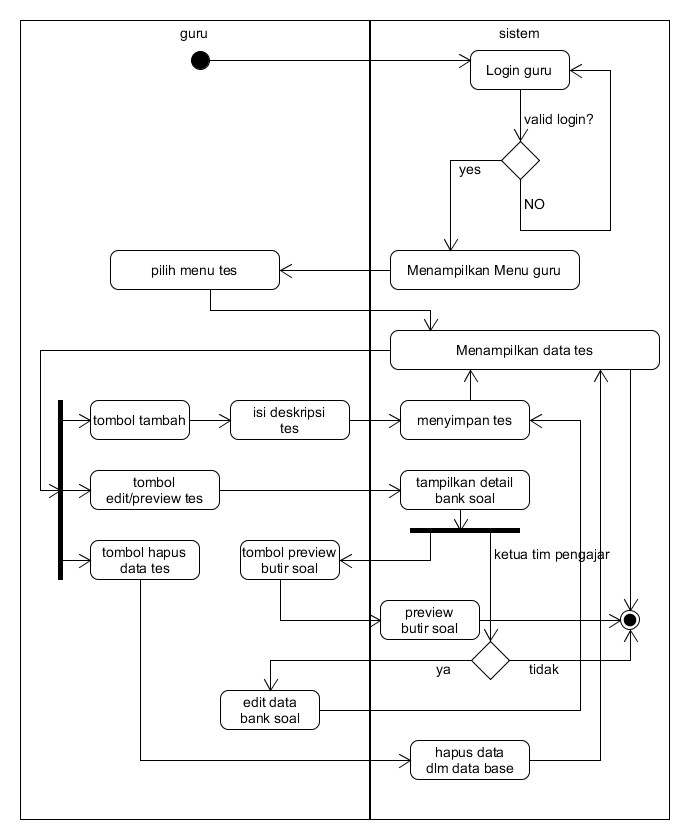 guru
sistem
Login guru
valid login?
yes
NO
pilih menu tes
Menampilkan Menu guru
Menampilkan data tes
tombol tambah
isi deskripsi
tes
menyimpan tes
tombol
edit/preview tes
tampilkan detail
bank soal
tombol hapus
data tes
tombol preview
butir soal
ketua tim pengajar
preview
butir soal
ya
tidak
edit data
bank soal
hapus data
dlm data base